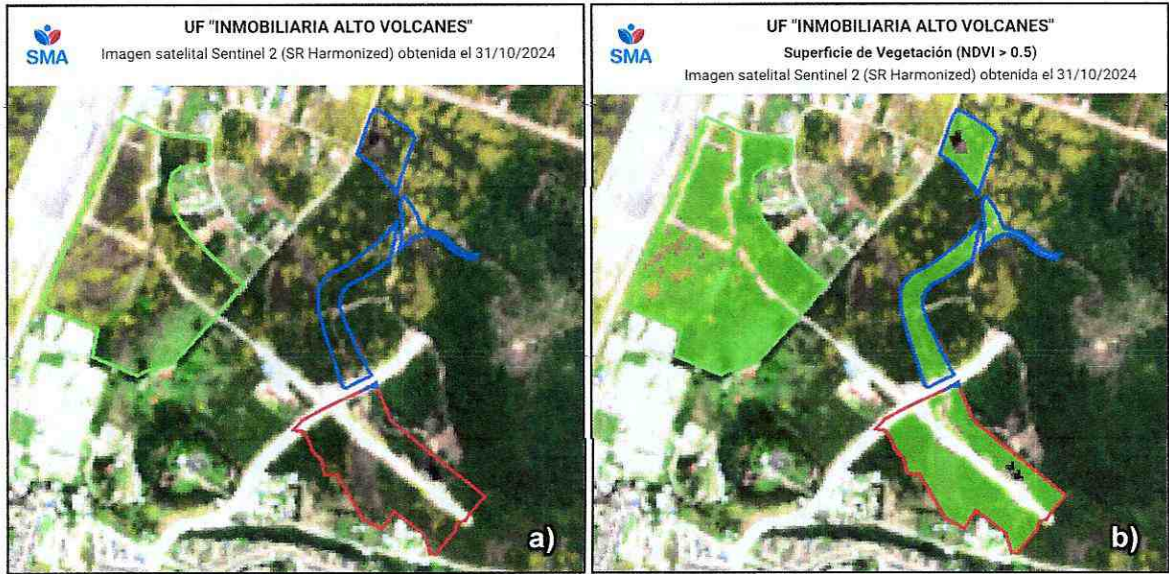 UF "INMOBILIARIA ALTO VOLCANES"
Imagen satelital Sentinel 2 (SR Harmonized) obtenida el 31/10/2024
SMA
a)
UF "INMOBILIARIA ALTO VOLCANES"
Superficie de Vegetación (NDVI > 0.5)
Imagen satelital Sentinel 2 (SR Harmonized) obtenida el 31/10/2024
SMA
b)